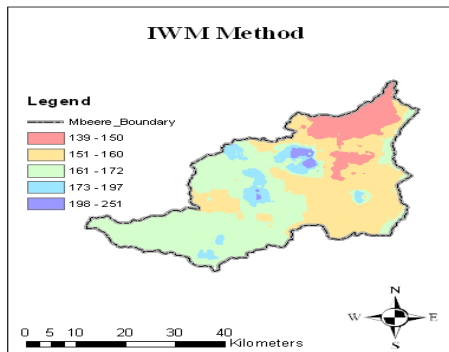 IWM Method
Legend
Mbeere_Boundary
139 - 150
151 - 160
161 - 172
173 - 197
198 - 251
N
W E
S
0 5 10 20 30 40
Kilometers